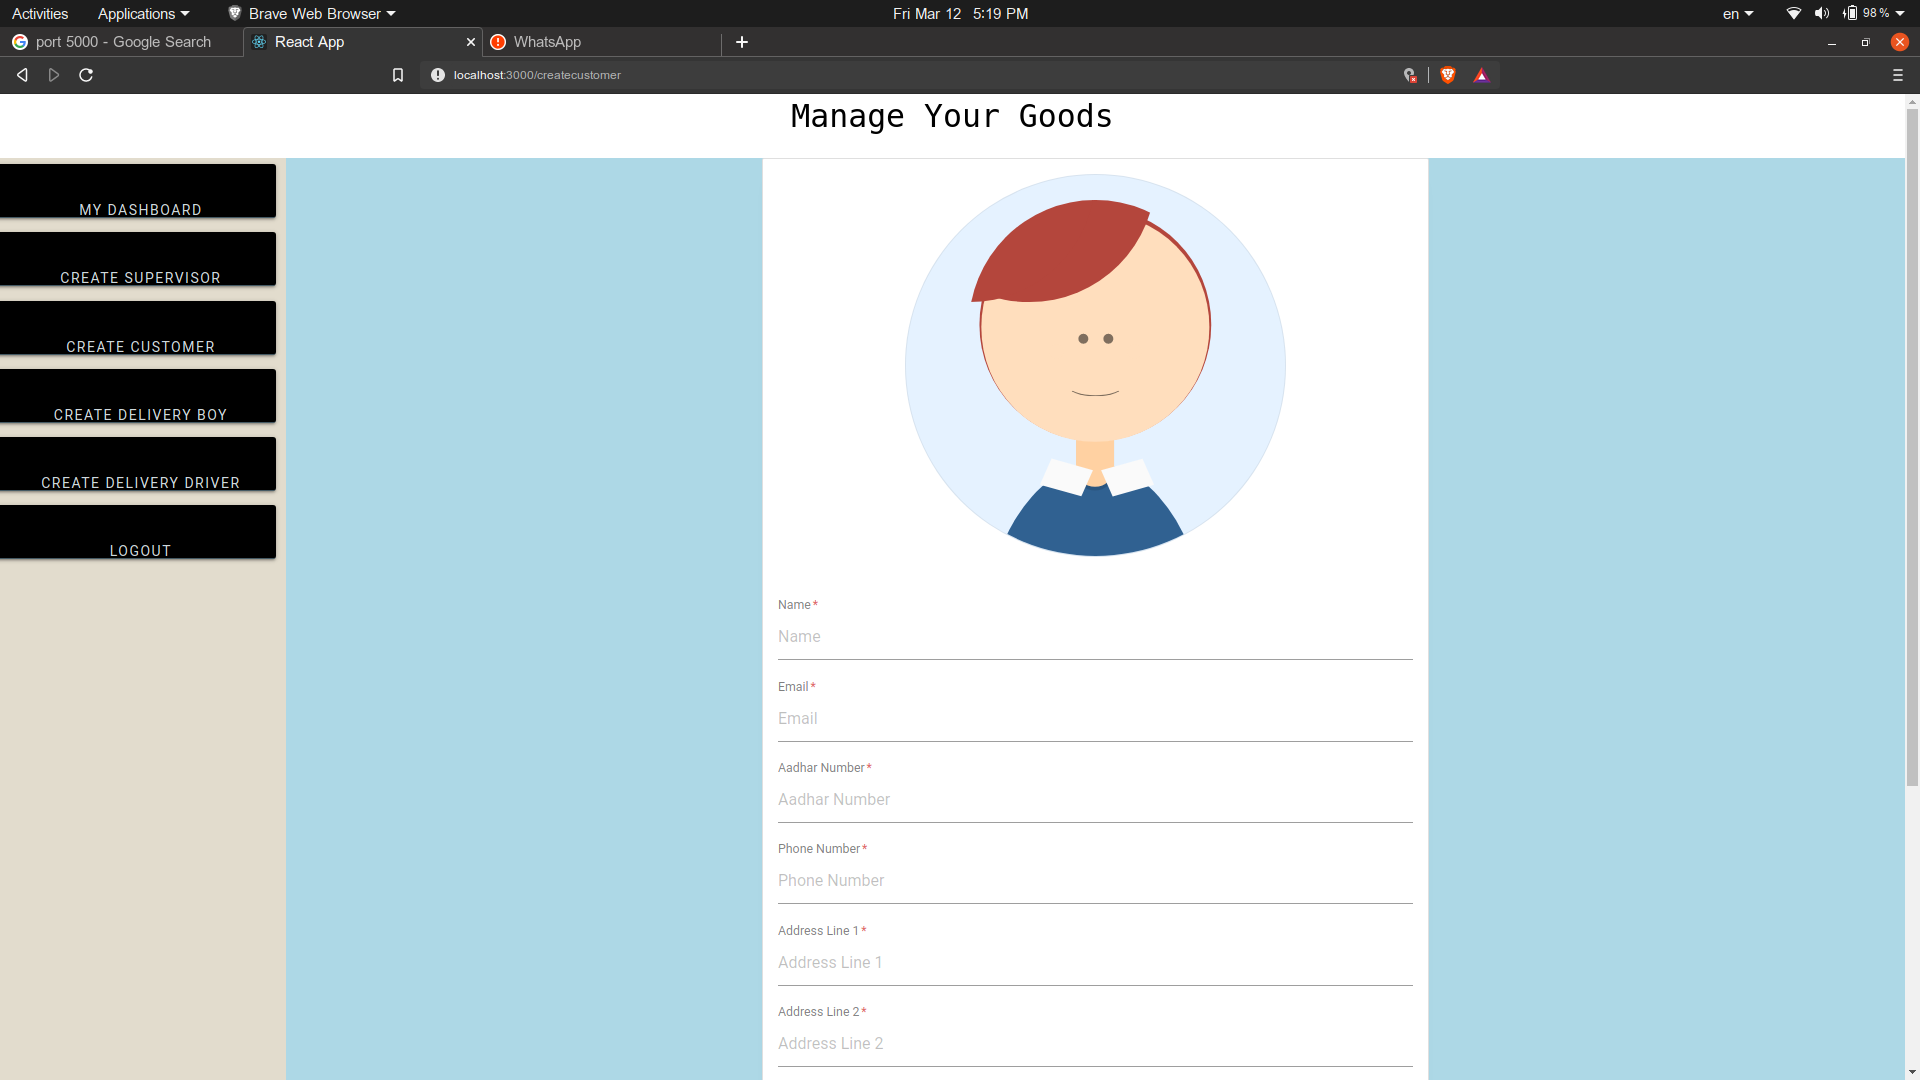 Activities Applications Brave Web Browser Fri Mar 12 5:19 PM en 98 %
port 5000 - Google Search React App WhatsApp
localhost:3000/createcustomer
Manage Your Goods
MY DASHBOARD
CREATE SUPERVISOR
CREATE CUSTOMER
CREATE DELIVERY BOY
CREATE DELIVERY DRIVER
LOGOUT
Name*
Name
Email*
Email
Aadhar Number*
Aadhar Number
Phone Number*
Phone Number
Address Line 1*
Address Line 1
Address Line 2*
Address Line 2